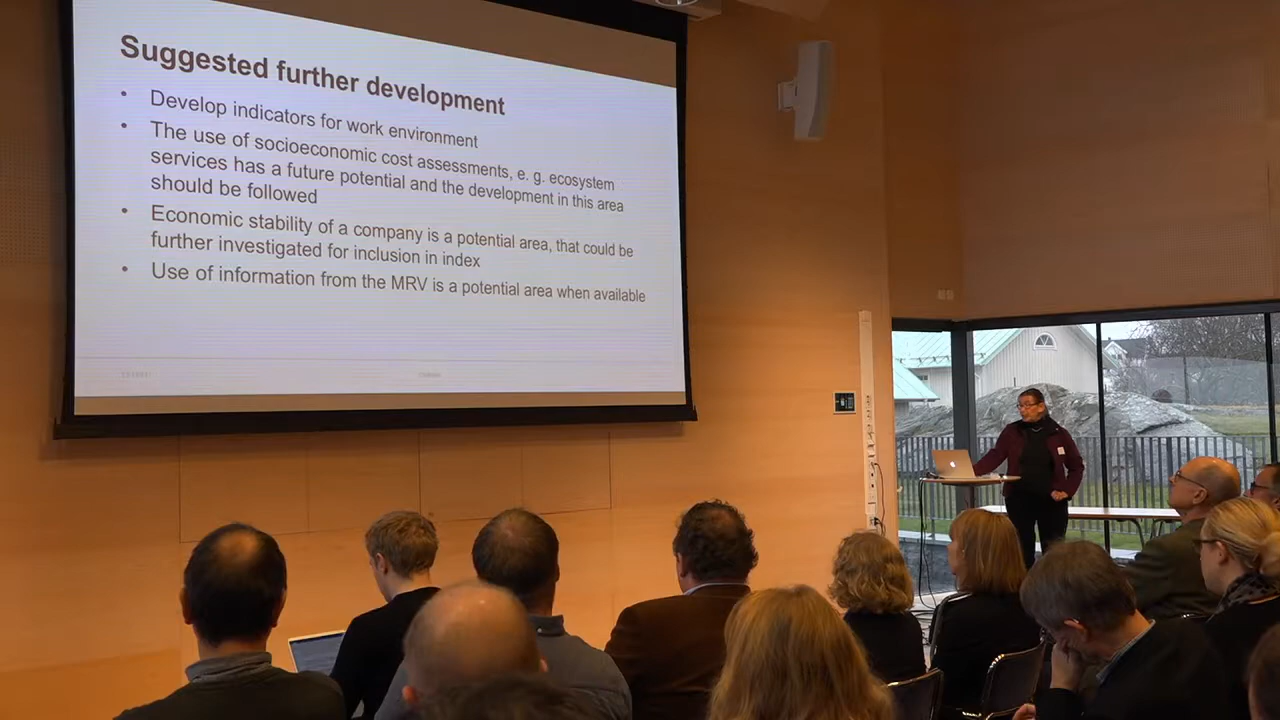 Suggested further development
• Develop indicators for work environment
• The use of socioeconomic cost assessments, e. g. ecosystem
services has a future potential and the development in this area
should be followed
• Economic stability of a company is a potential area, that could be
further investigated for inclusion in index
• Use of information from the MRV is a potential area when available